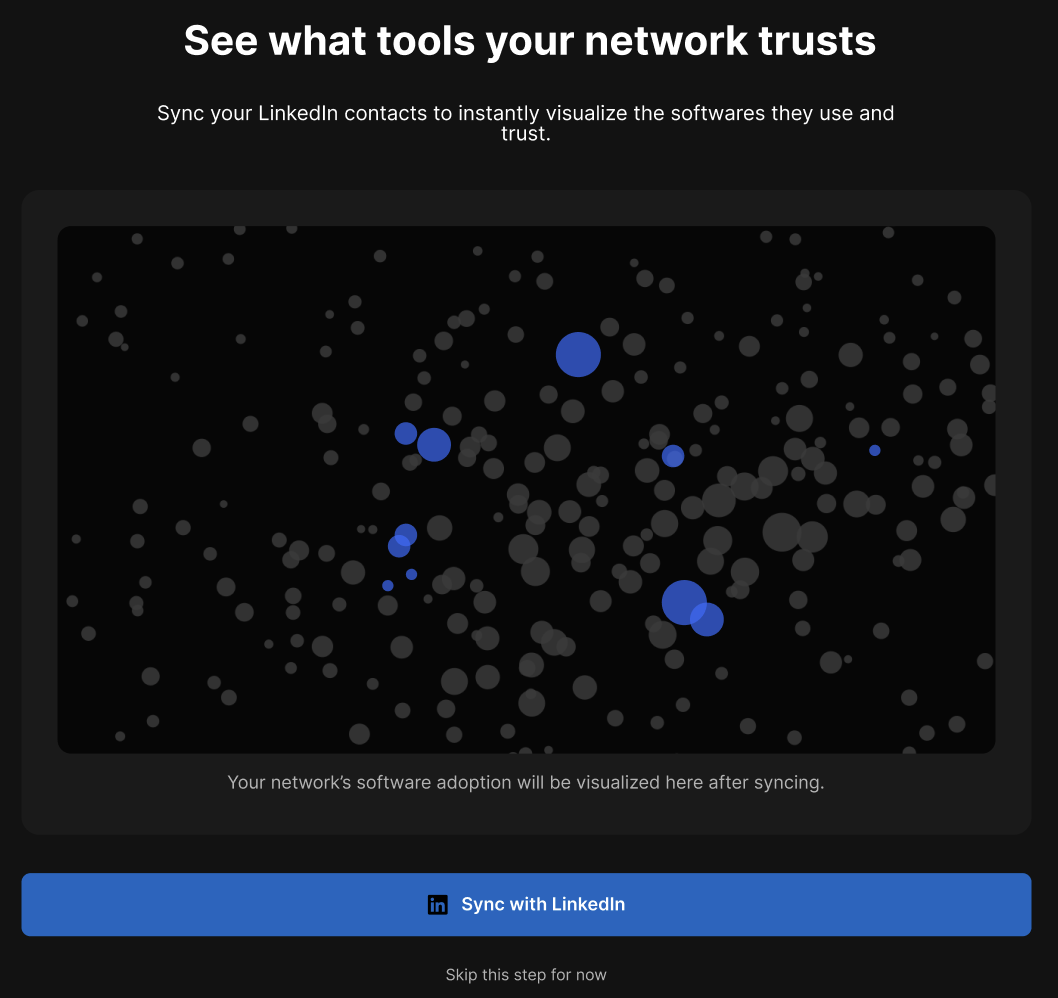 See what tools your network trusts
Sync your LinkedIn contacts to instantly visualize the softwares they use and
trust.
Your network’s software adoption will be visualized here after syncing.
in Sync with LinkedIn
Skip this step for now